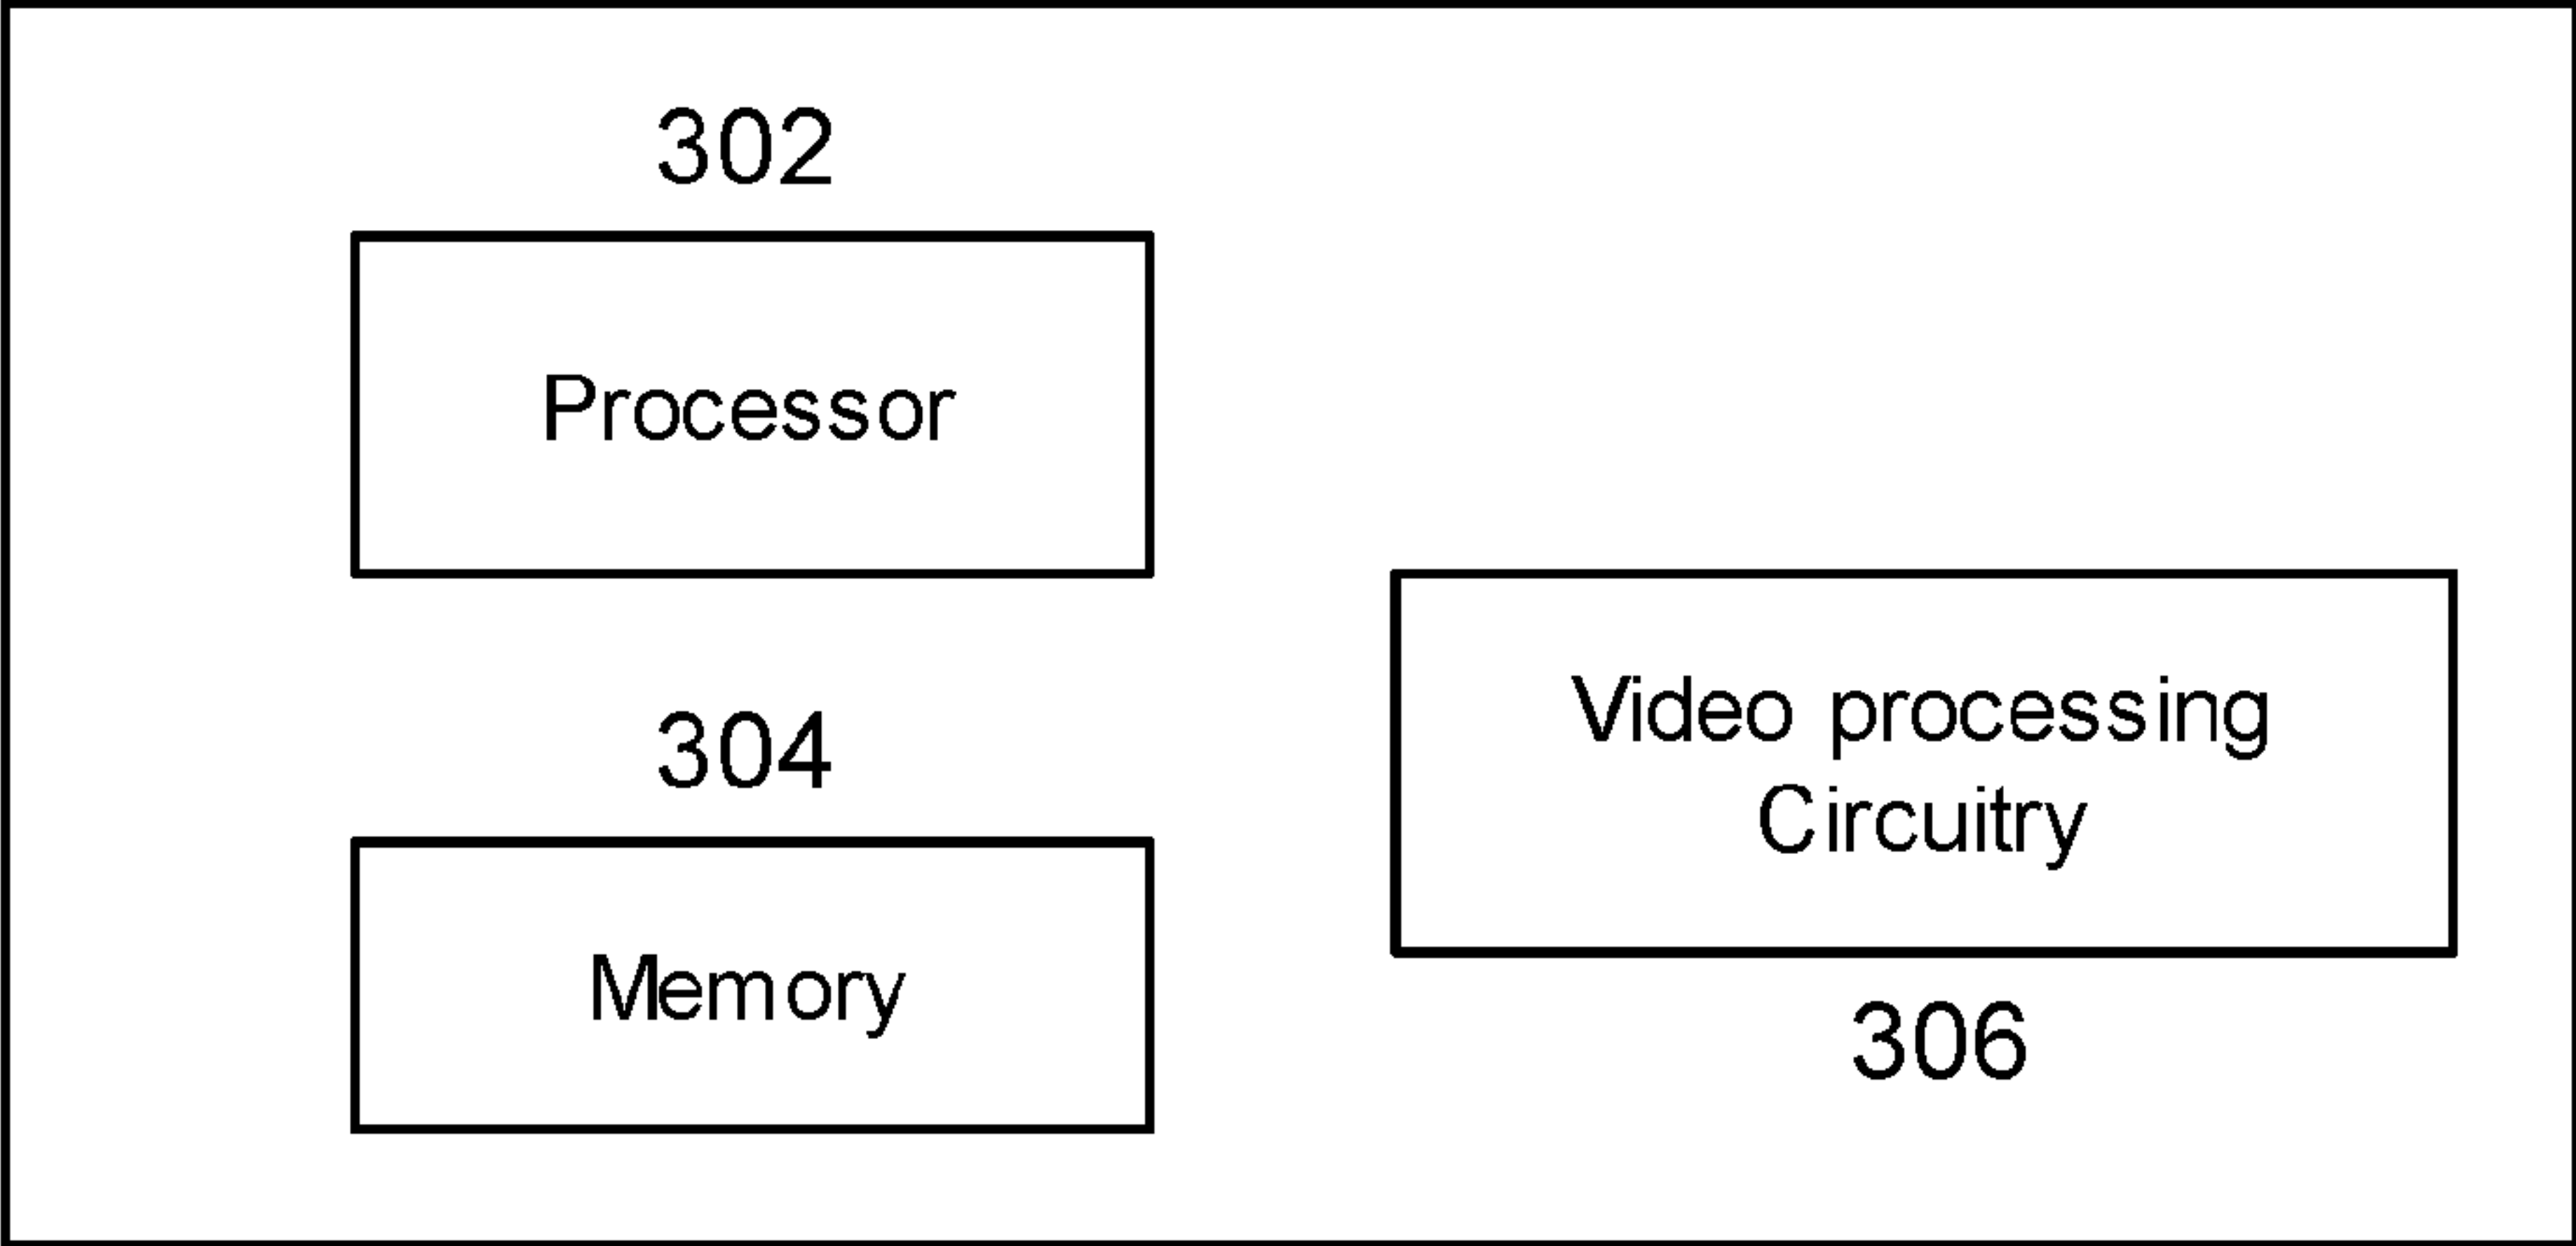 302
Processor
304
Memory
Video processing
Circuitry
306